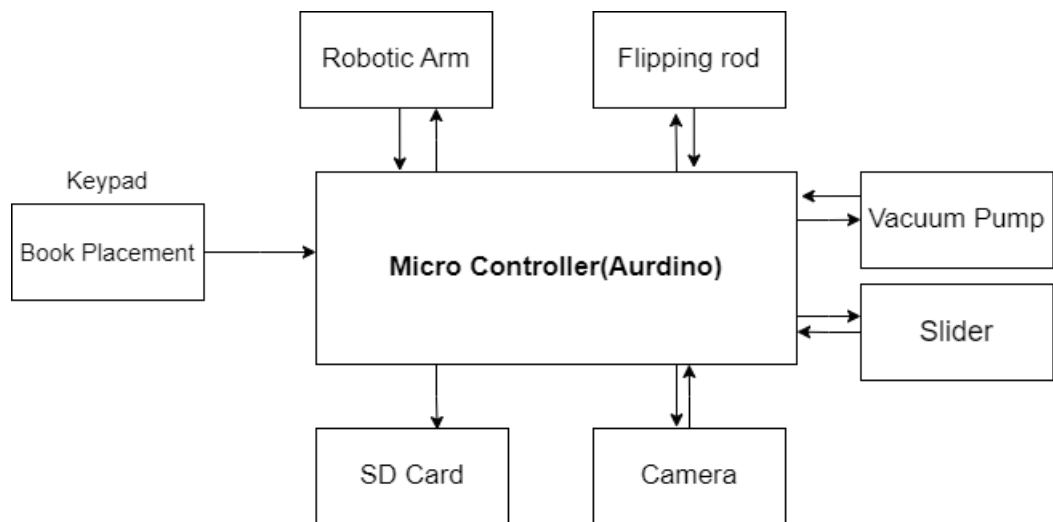 Robotic Arm
Flipping rod
Keypad
Book Placement
Micro Controller(Aurdino)
Vacuum Pump
Slider
SD Card
Camera